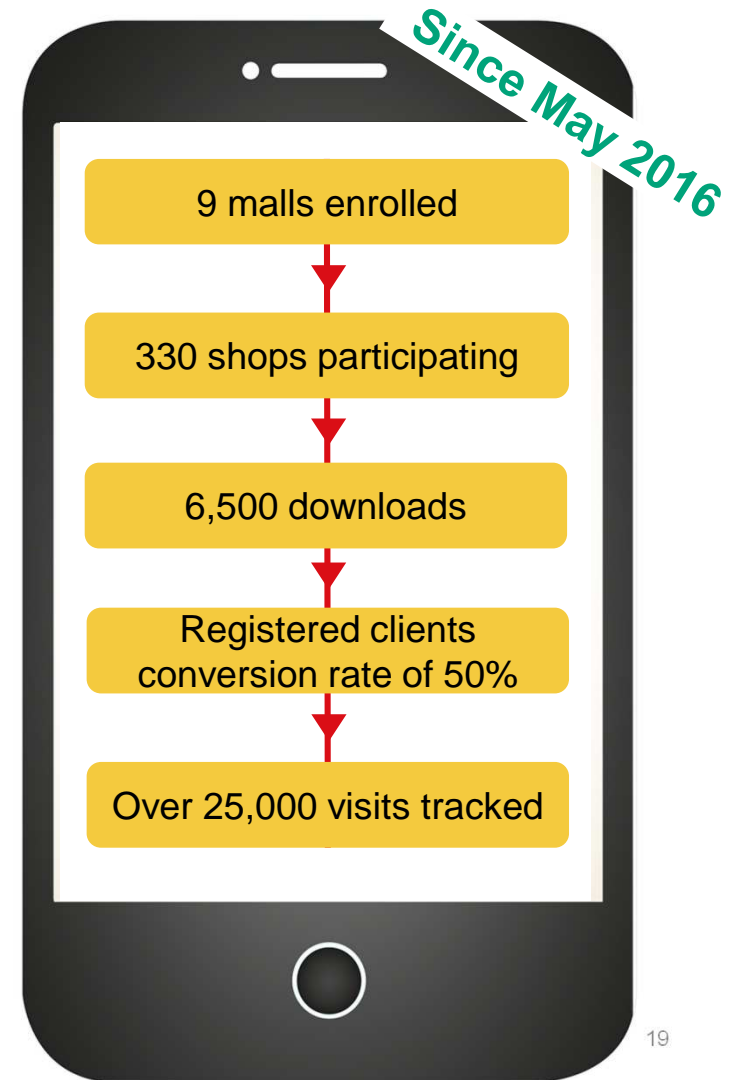 Since May 2016
9 malls enrolled
330 shops participating
6,500 downloads
Registered clients
conversion rate of 50%
Over 25,000 visits tracked
19